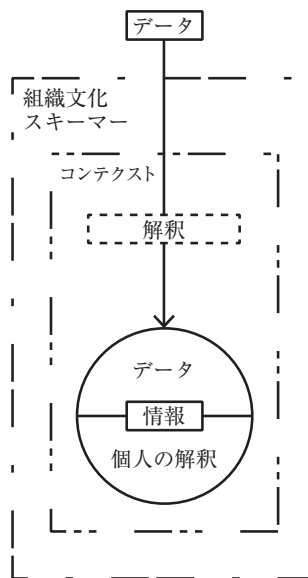 データ
組織文化
スキーマー
コンテクスト
解釈
データ
情報
個人の解釈